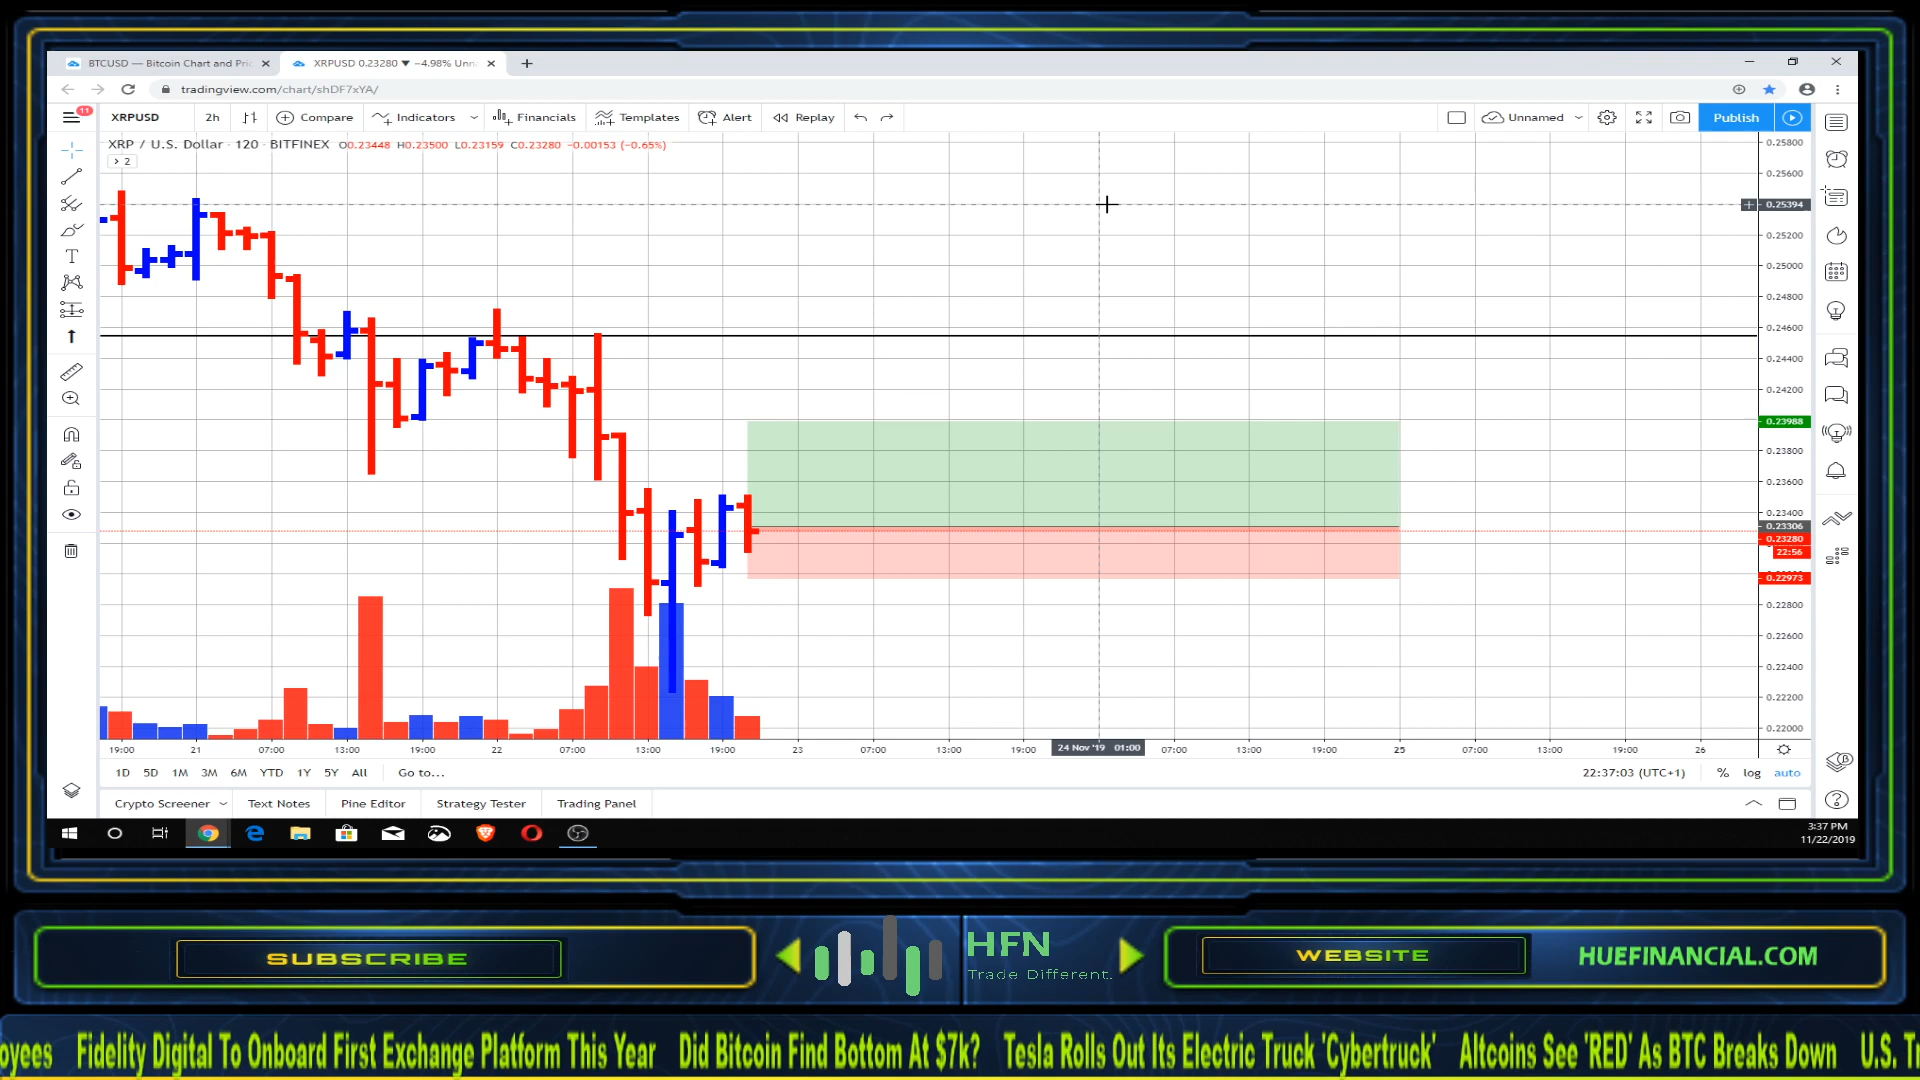 BTCUSD — Bitcoin Chart and Pric
XRPUSD 0.23280 ▼ −4.98% Unna
tradingview.com/chart/shDF7xYA/
11
XRPUSD 2h Compare Indicators Financials Templates Alert Replay Unnamed Publish
XRP / U.S. Dollar · 120 · BITFINEX O0.23448 H0.23500 L0.23159 C0.23280 −0.00153 (−0.65%)
2
0.25800
0.25600
0.25394
0.25200
0.25000
0.24800
0.24600
0.24400
0.24200
0.23988
0.23800
0.23600
0.23400
0.23306
0.23280
22:56
0.22973
0.22800
0.22600
0.22400
0.22200
0.22000
19:00 21 07:00 13:00 19:00 22 07:00 13:00 19:00 23 07:00 13:00 19:00 24 Nov '19 01:00 07:00 13:00 19:00 25 07:00 13:00 19:00 26
1D 5D 1M 3M 6M YTD 1Y 5Y All Go to... 22:37:03 (UTC+1) % log auto
Crypto Screener Text Notes Pine Editor Strategy Tester Trading Panel
3:37 PM
11/22/2019
SUBSCRIBE
HFN
Trade Different.
WEBSITE
HUEFINANCIAL.COM
oyees Fidelity Digital To Onboard First Exchange Platform This Year Did Bitcoin Find Bottom At $7k? Tesla Rolls Out Its Electric Truck 'Cybertruck' Altcoins See 'RED' As BTC Breaks Down U.S. Tr